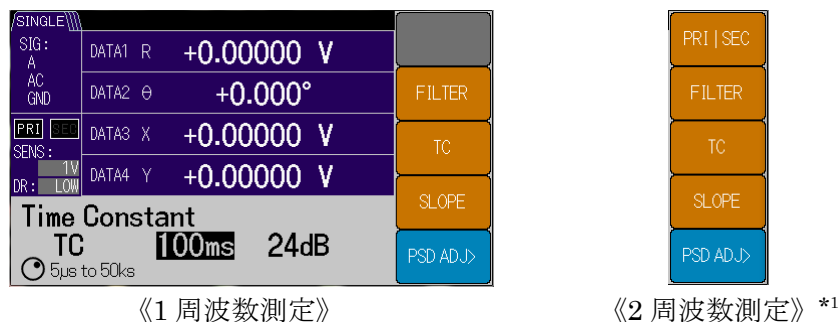 SINGLE
SIG:
A
AC
GND
DATA1 R +0.00000 V
DATA2 θ +0.000°
PRI SEC
SENS:
1V
DR: LOW
DATA3 X +0.00000 V
DATA4 Y +0.00000 V
Time Constant
TC 100ms 24dB
5µs to 50ks
FILTER
TC
SLOPE
PSD ADJ>
《1 周波数測定》
PRI|SEC
FILTER
TC
SLOPE
PSD ADJ>
《2 周波数測定》*1